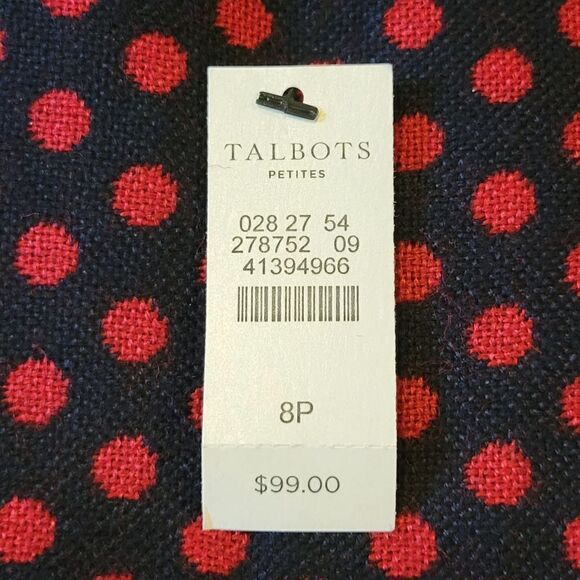 TALBOTS
PETITES
028 27 54
278752 09
41394966
8P
$99.00